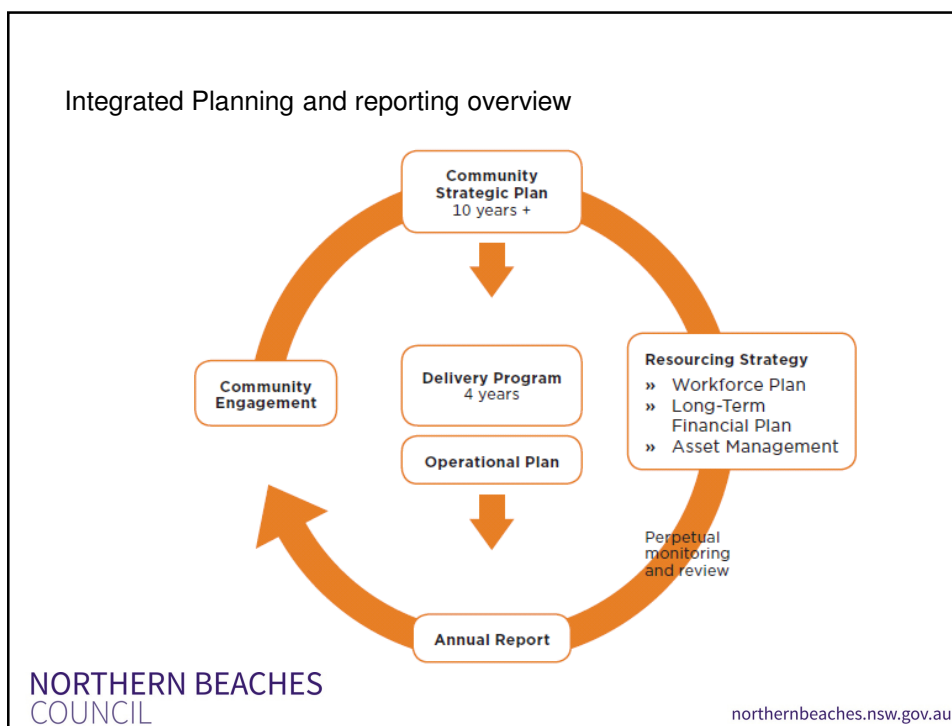 Integrated Planning and reporting overview
Community
Strategic Plan
10 years +
Community
Engagement
Delivery Program
4 years
Operational Plan
Resourcing Strategy
» Workforce Plan
» Long-Term
Financial Plan
» Asset Management
Perpetual
monitoring
and review
Annual Report
NORTHERN BEACHES
COUNCIL
northernbeaches.nsw.gov.au